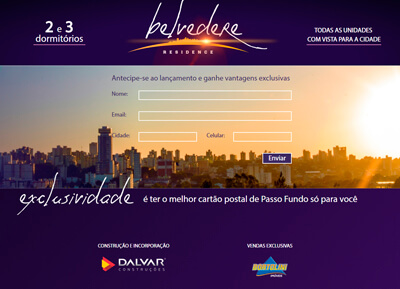 2 e 3
dormitórios
belvedere
RESIDENCE
TODAS AS UNIDADES
COM VISTA PARA A CIDADE
Antecipe-se ao lançamento e ganhe vantagens exclusivas
Nome:
Email:
Cidade:
Celular:
Enviar
exclusividade é ter o melhor cartão postal de Passo Fundo só para você
CONSTRUÇÃO E INCORPORAÇÃO
VENDAS EXCLUSIVAS
DALVAR
CONSTRUÇÕES
BORTOLINI